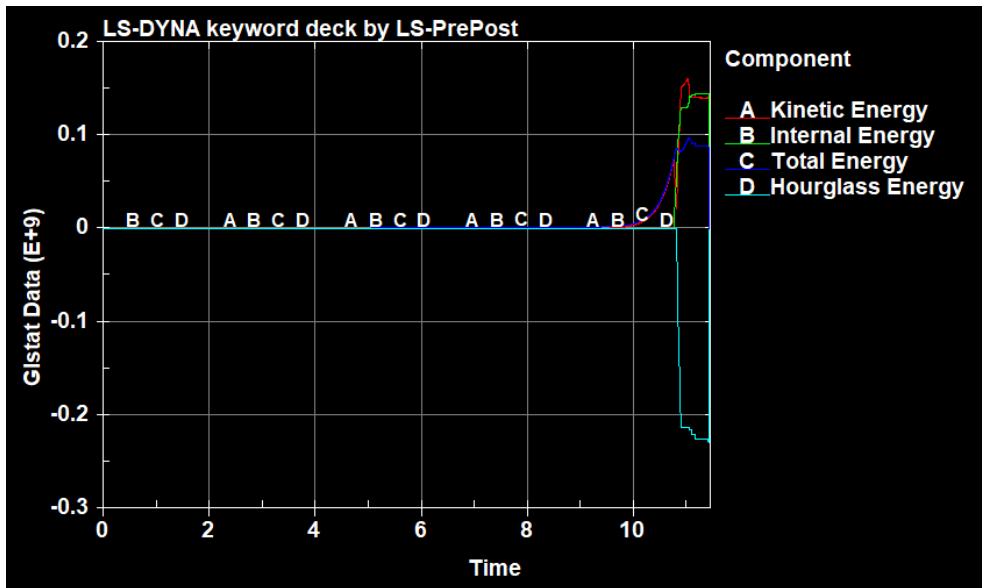 LS-DYNA keyword deck by LS-PrePost
Component
A Kinetic Energy
B Internal Energy
C Total Energy
D Hourglass Energy
Glstat Data (E+9)
0.2
0.1
0
-0.1
-0.2
-0.3
B C D A B C D A B C D A B C D A B C D
0 2 4 6 8 10
Time